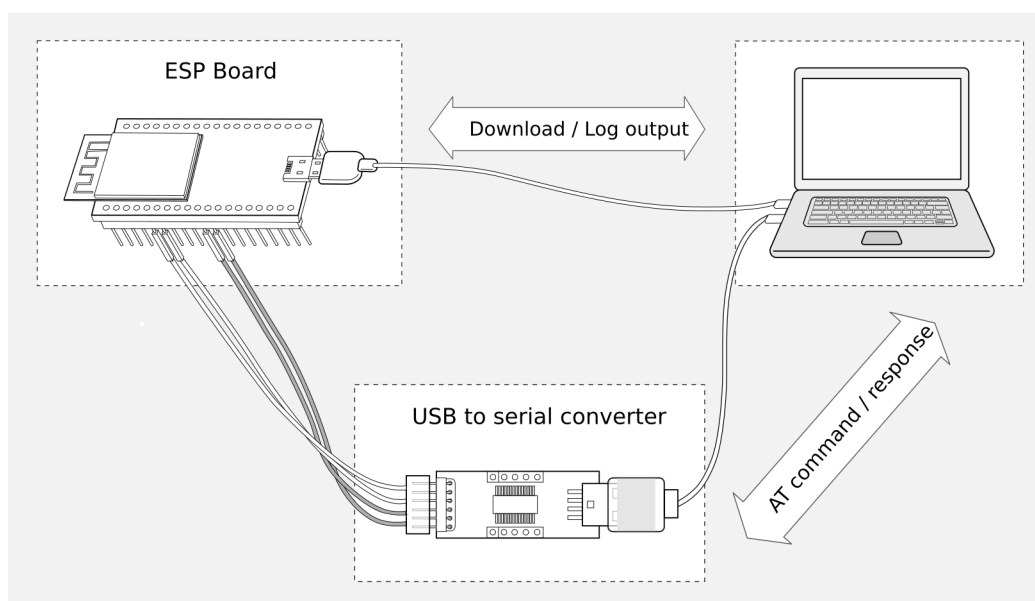 ESP Board
Download / Log output
USB to serial converter
AT command / response